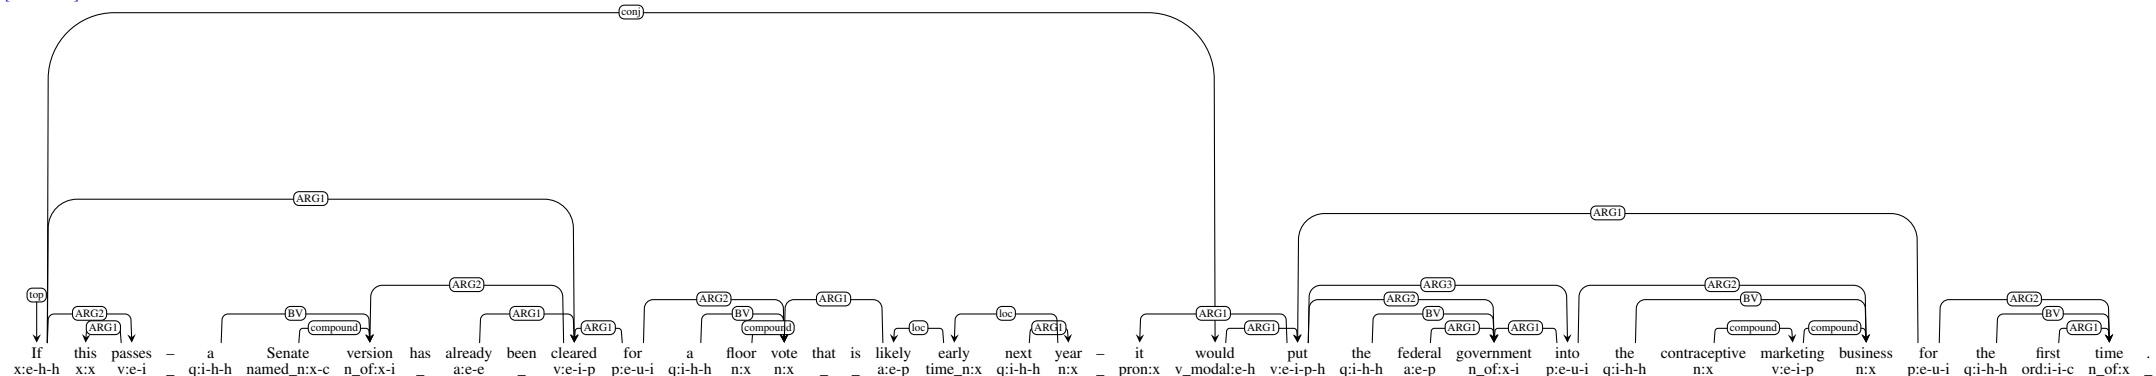 conj
ARG1
ARG1
top
ARG2
ARG2
ARG1
BV
ARG1
compound
ARG1
ARG2
BV
compound
ARG1
loc
loc
ARG1
ARG1
ARG1
ARG3
ARG2
BV
ARG1
ARG1
ARG2
BV
compound
compound
ARG2
BV
ARG1
If this passes – a Senate version has already been cleared for a floor vote that is likely early next year – it would put the federal government into the contraceptive marketing business for the first time .
x:e-h-h x:x v:e-i _ q:i-h-h named_n:x-c n_of:x-i _ a:e-e _ v:e-i-p p:e-u-i q:i-h-h n:x n:x _ _ a:e-p time_n:x q:i-h-h n:x _ pron:x v_modal:e-h v:e-i-p-h q:i-h-h a:e-p n_of:x-i p:e-u-i q:i-h-h n:x v:e-i-p n:x p:e-u-i q:i-h-h ord:i-i-c n_of:x _